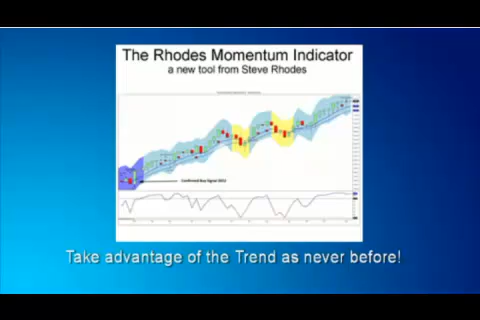 The Rhodes Momentum Indicator
a new tool from Steve Rhodes
Confirmed Buy Signal
Take advantage of the Trend as never before!